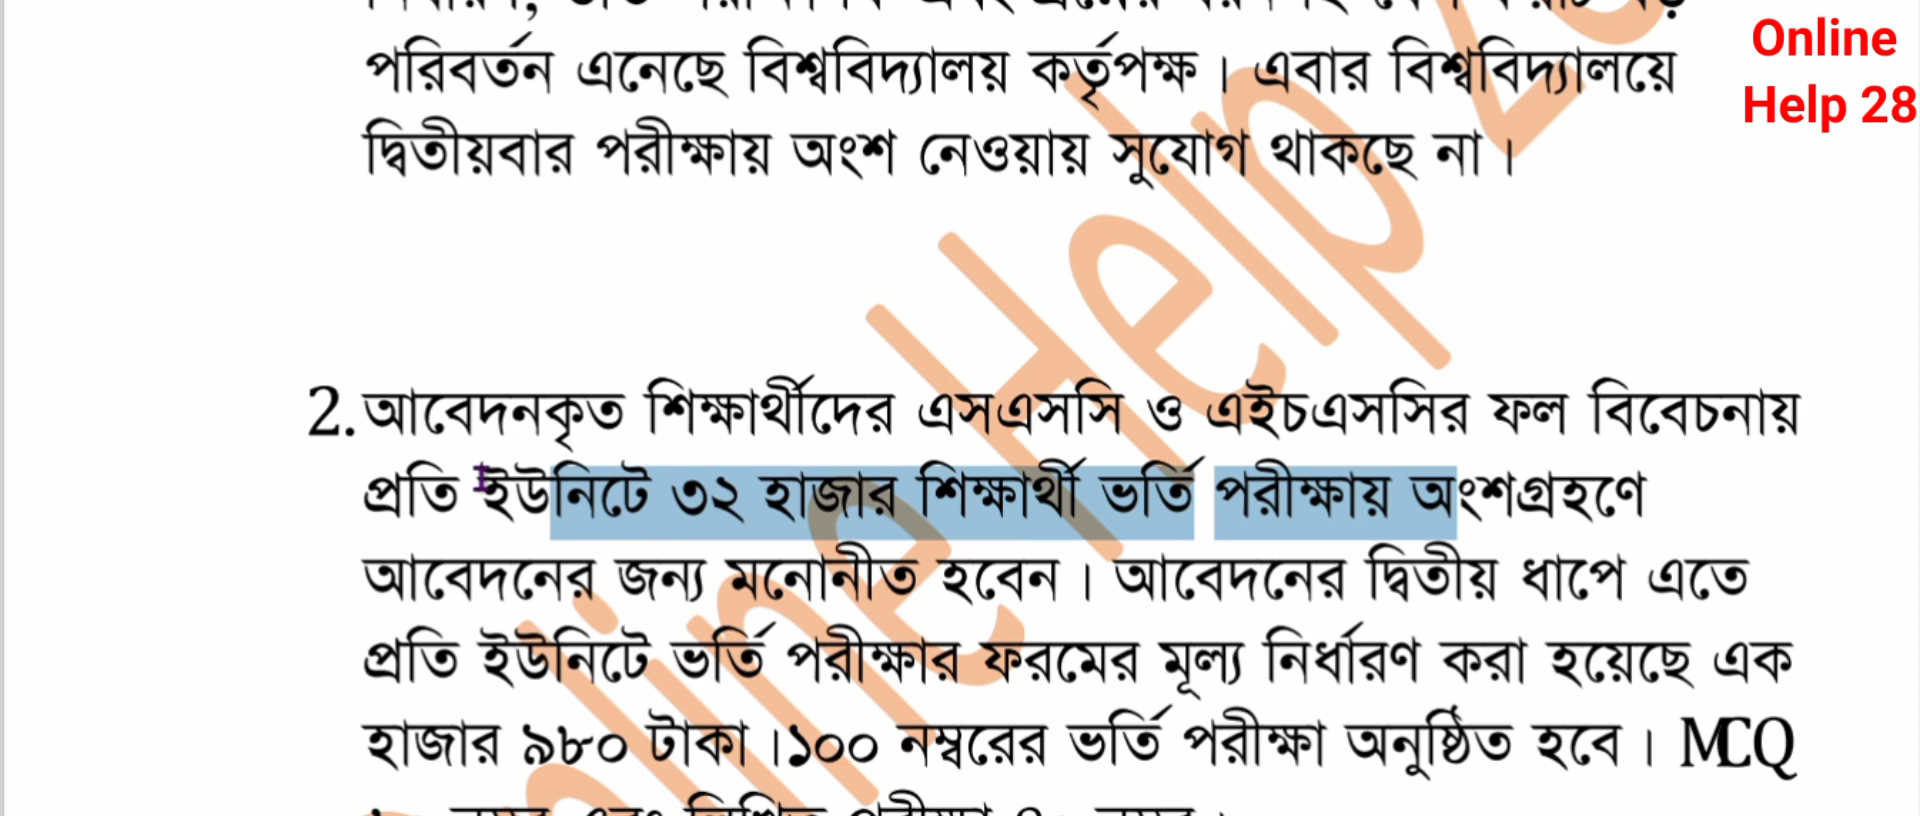 পরিবর্তন এনেছে বিশ্ববিদ্যালয় কর্তৃপক্ষ। এবার বিশ্ববিদ্যালয়ে
দ্বিতীয়বার পরীক্ষায় অংশ নেওয়ায় সুযোগ থাকছে না।
Online
Help 28
2. আবেদনকৃত শিক্ষার্থীদের এসএসসি ও এইচএসসির ফল বিবেচনায়
প্রতি ইউনিটে ৩২ হাজার শিক্ষার্থী ভর্তি পরীক্ষায় অংশগ্রহণে
আবেদনের জন্য মনোনীত হবেন। আবেদনের দ্বিতীয় ধাপে এতে
প্রতি ইউনিটে ভর্তি পরীক্ষার ফরমের মূল্য নির্ধারণ করা হয়েছে এক
হাজার ৯৮০ টাকা।১০০ নম্বরের ভর্তি পরীক্ষা অনুষ্ঠিত হবে। MCQ
Online Help 28